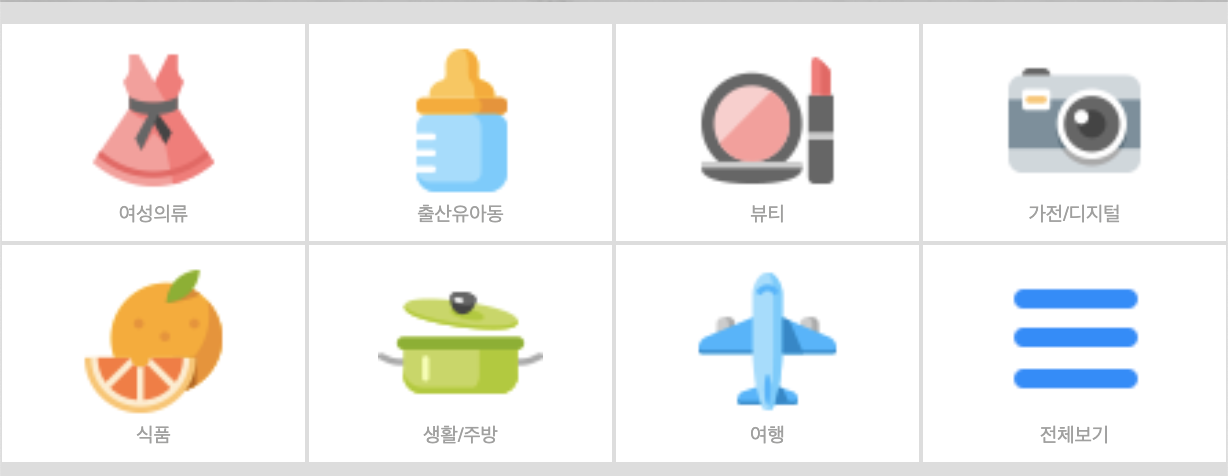 여성의류
출산유아동
뷰티
가전/디지털
식품
생활/주방
여행
전체보기